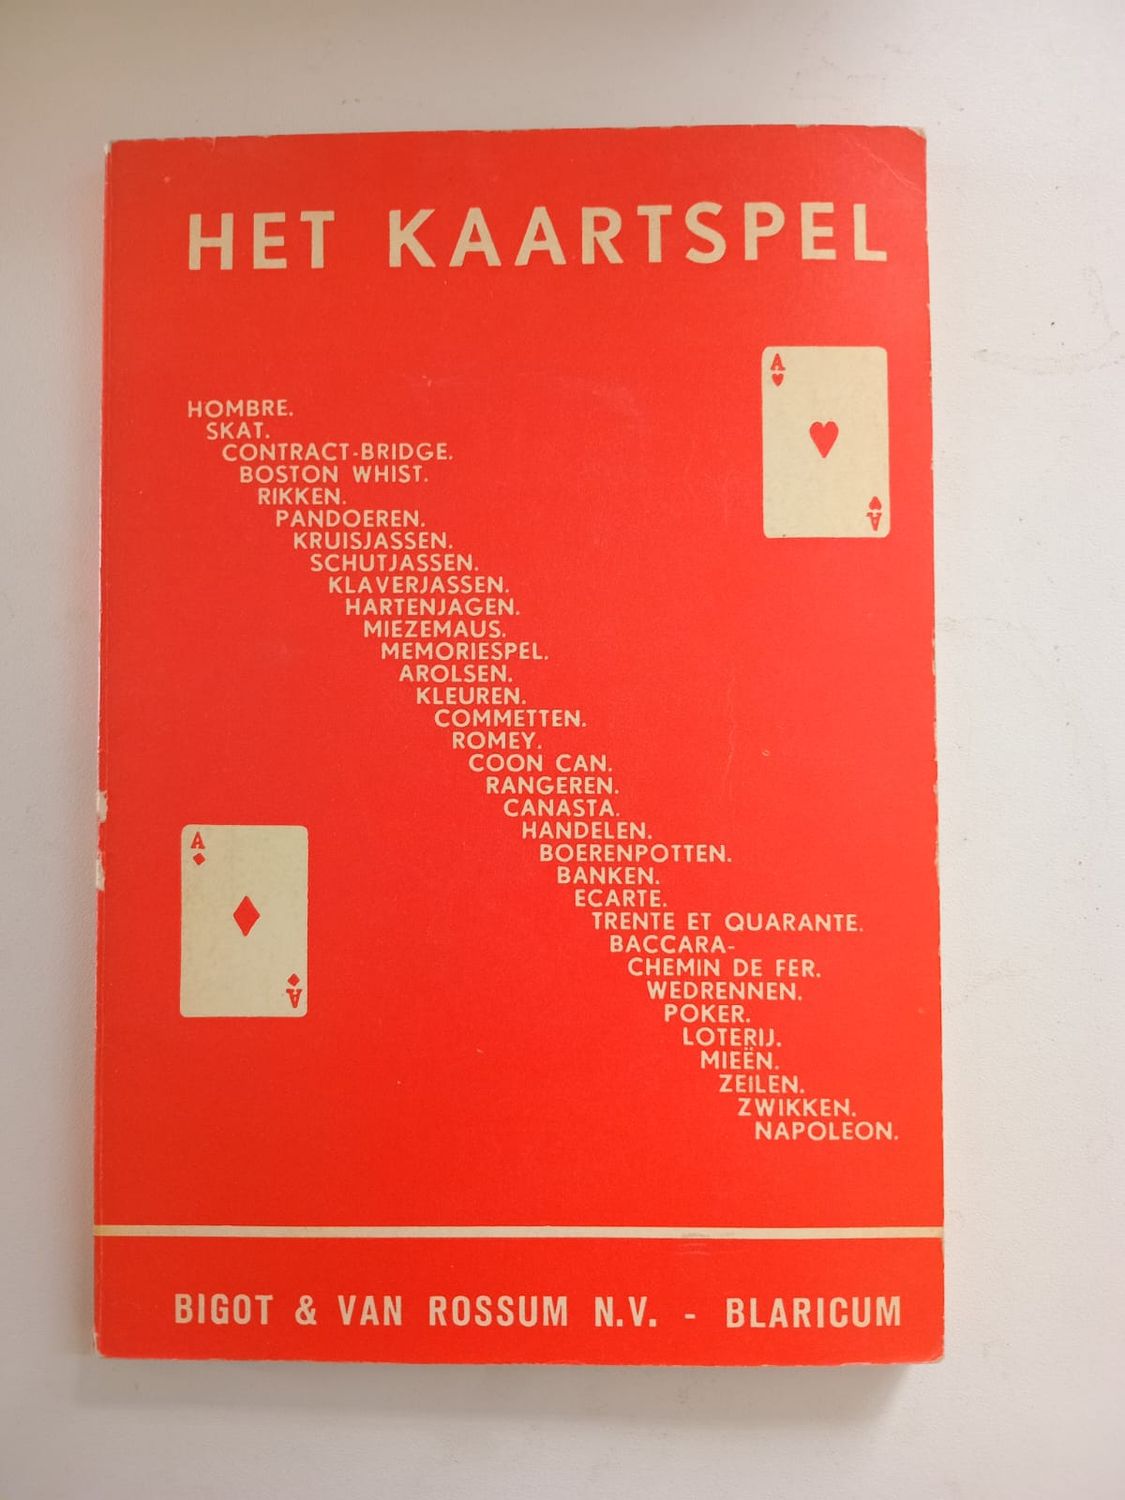 HET KAARTSPEL
A
HOMBRE.
SKAT.
CONTRACT-BRIDGE.
BOSTON WHIST.
RIKKEN.
PANDOEREN.
KRUISJASSEN.
SCHUTJASSEN.
KLAVERJASSEN.
HARTENJAGEN.
MIEZEMAUS.
MEMORIESPEL.
AROLSEN.
KLEUREN.
COMMETTEN.
ROMEY.
COON CAN.
RANGEREN.
CANASTA.
HANDELEN.
BOERENPOTTEN.
BANKEN.
ECARTE.
TRENTE ET QUARANTE.
BACCARA-
CHEMIN DE FER.
WEDRENNEN.
POKER.
LOTERIJ.
MIEËN.
ZEILEN.
ZWIKKEN.
NAPOLEON.
A
A
A
BIGOT & VAN ROSSUM N.V. - BLARICUM